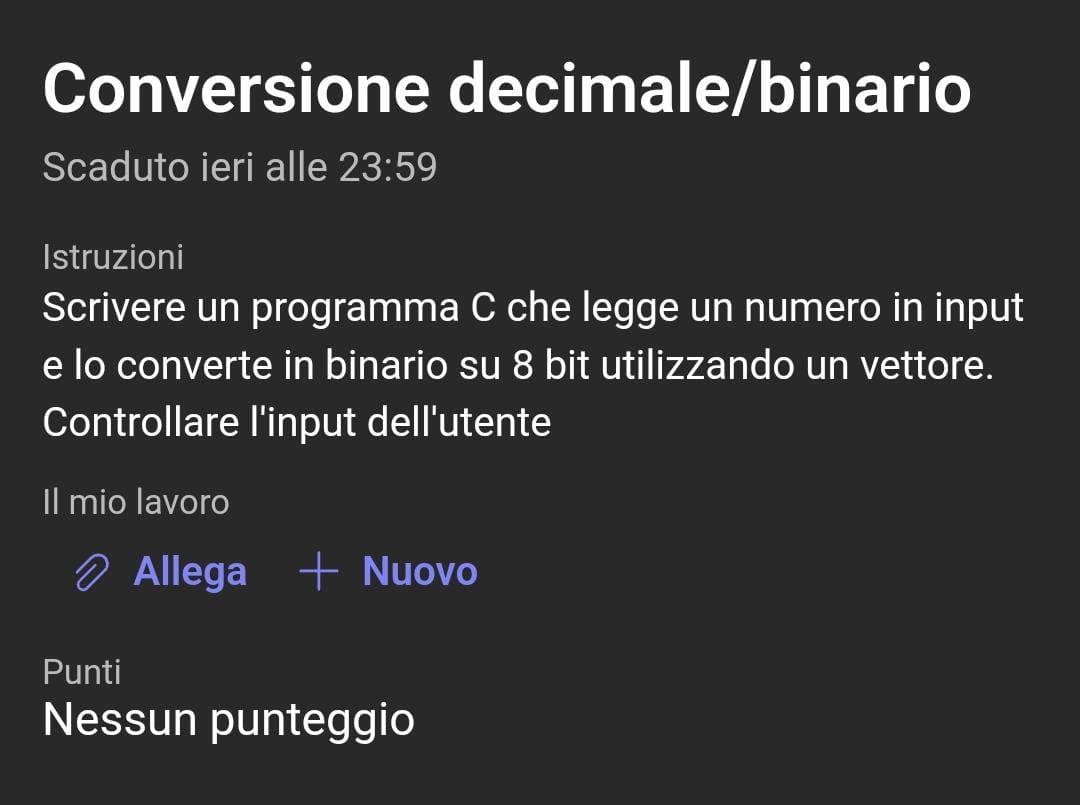 Conversione decimale/binario
Scaduto ieri alle 23:59
Istruzioni
Scrivere un programma C che legge un numero in input
e lo converte in binario su 8 bit utilizzando un vettore.
Controllare l'input dell'utente
Il mio lavoro
Allega Nuovo
Punti
Nessun punteggio